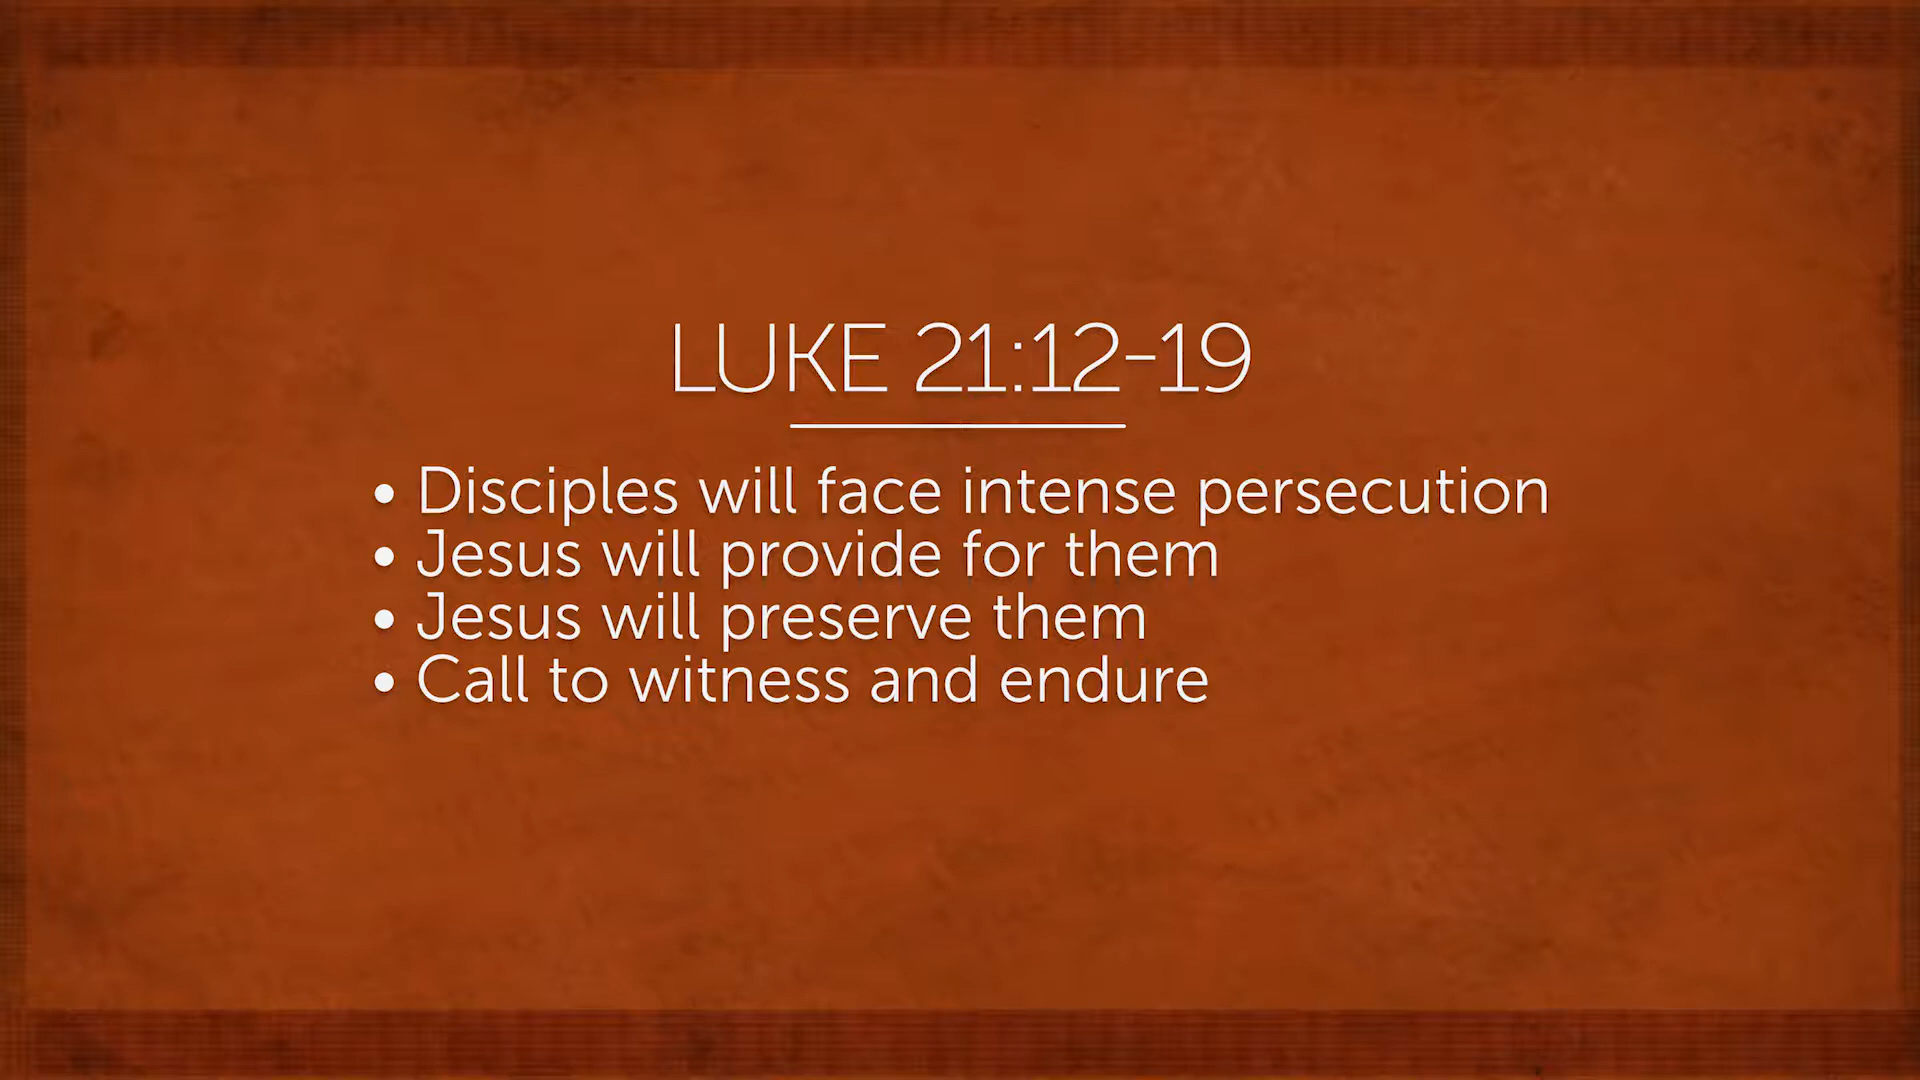 LUKE 21:12-19
• Disciples will face intense persecution
• Jesus will provide for them
• Jesus will preserve them
• Call to witness and endure